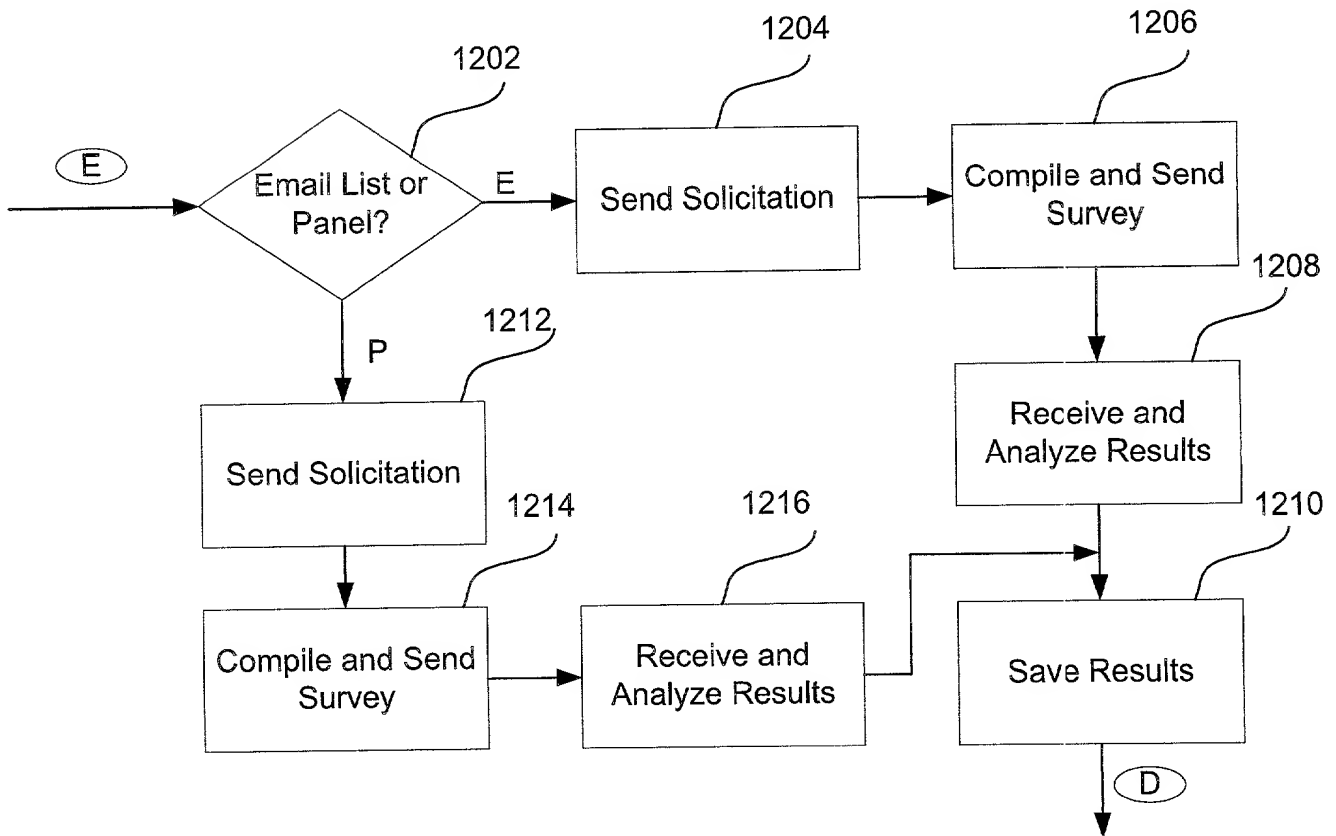 1202
1204
1206
E
Email List or
Panel?
E
Send Solicitation
Compile and Send
Survey
1208
P
1212
Receive and
Analyze Results
Send Solicitation
1214
1216
1210
Compile and Send
Survey
Receive and
Analyze Results
Save Results
D